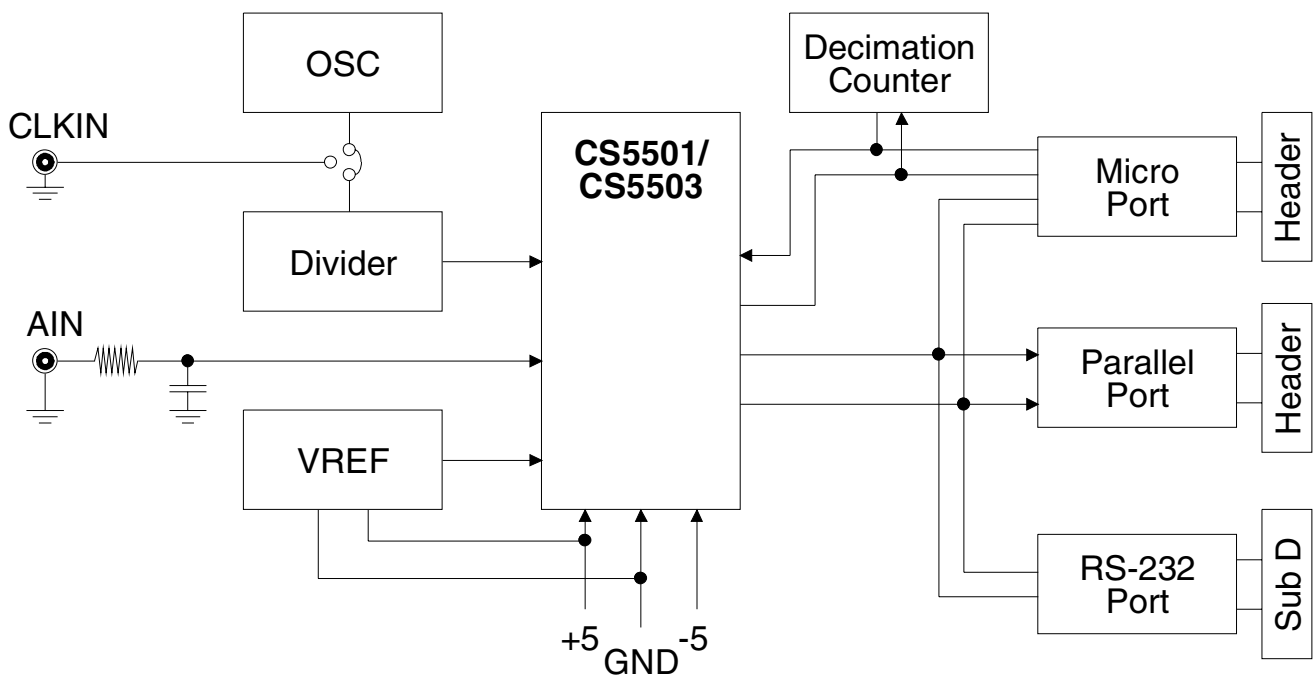 OSC
Decimation
Counter
CLKIN
CS5501/
CS5503
Micro
Port
Header
Divider
AIN
Parallel
Port
Header
VREF
RS-232
Port
Sub D
+5
GND
-5